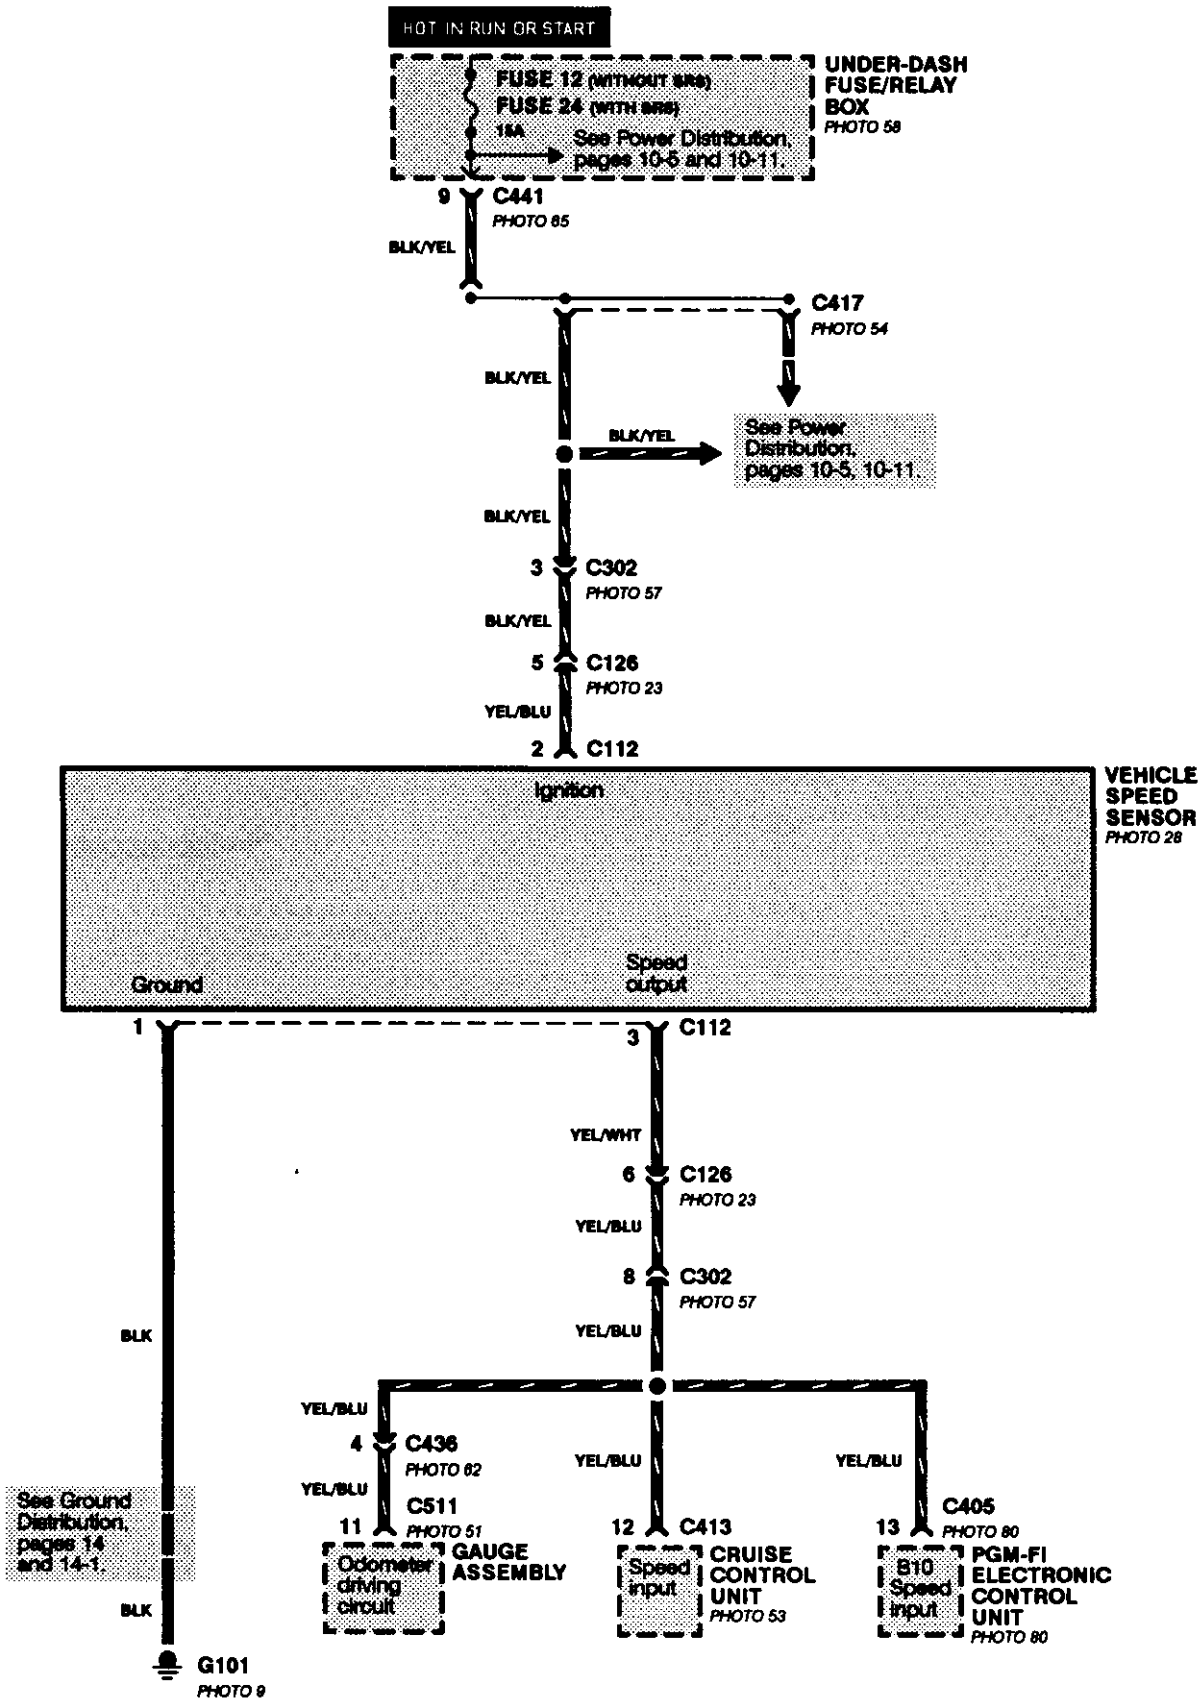 HOT IN RUN OR START
FUSE 12 (WITHOUT SRS)
FUSE 24 (WITH SRS)
15A
See Power Distribution,
pages 10-5 and 10-11.
UNDER-DASH
FUSE/RELAY
BOX
PHOTO 58
9 C441
PHOTO 65
BLK/YEL
C417
PHOTO 54
BLK/YEL
BLK/YEL
See Power
Distribution,
pages 10-5, 10-11.
BLK/YEL
3 C302
PHOTO 57
BLK/YEL
5 C126
PHOTO 23
YEL/BLU
2 C112
Ignition
VEHICLE
SPEED
SENSOR
PHOTO 28
Ground
Speed
output
1
3 C112
YEL/WHT
6 C126
PHOTO 23
YEL/BLU
8 C302
PHOTO 57
YEL/BLU
BLK
YEL/BLU
4 C436
PHOTO 62
YEL/BLU
YEL/BLU
YEL/BLU
See Ground
Distribution,
pages 14
and 14-1.
11 C511
PHOTO 51
12 C413
13 C405
PHOTO 80
Odometer
driving
circuit
GAUGE
ASSEMBLY
Speed
input
CRUISE
CONTROL
UNIT
PHOTO 53
B10
Speed
input
PGM-FI
ELECTRONIC
CONTROL
UNIT
PHOTO 80
BLK
G101
PHOTO 9